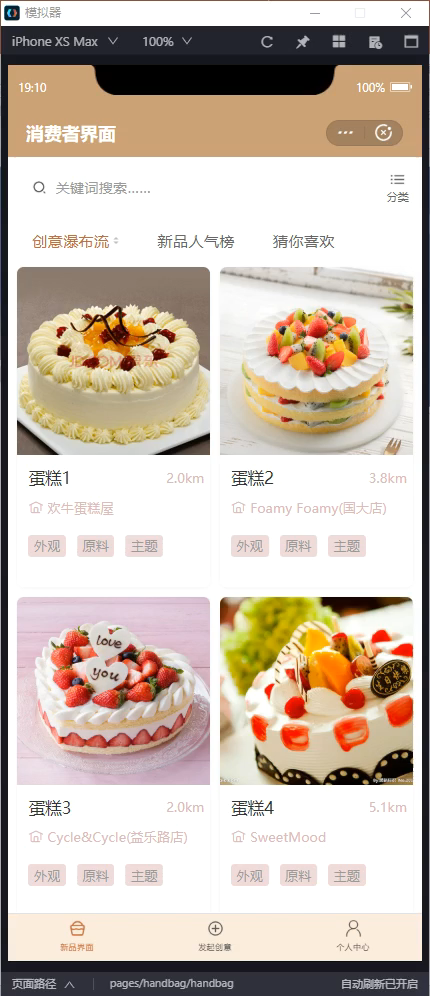 模拟器
iPhone XS Max 100%
19:10 100%
消费者界面
关键词搜索…… 分类
创意瀑布流 新品人气榜 猜你喜欢
蛋糕1 2.0km
欢牛蛋糕屋
外观 原料 主题
蛋糕2 3.8km
Foamy Foamy(国大店)
外观 原料 主题
love
you
蛋糕3 2.0km
Cycle&Cycle(益乐路店)
外观 原料 主题
蛋糕4 5.1km
SweetMood
外观 原料 主题
新品界面 发起创意 个人中心
页面路径 pages/handbag/handbag 自动刷新已开启